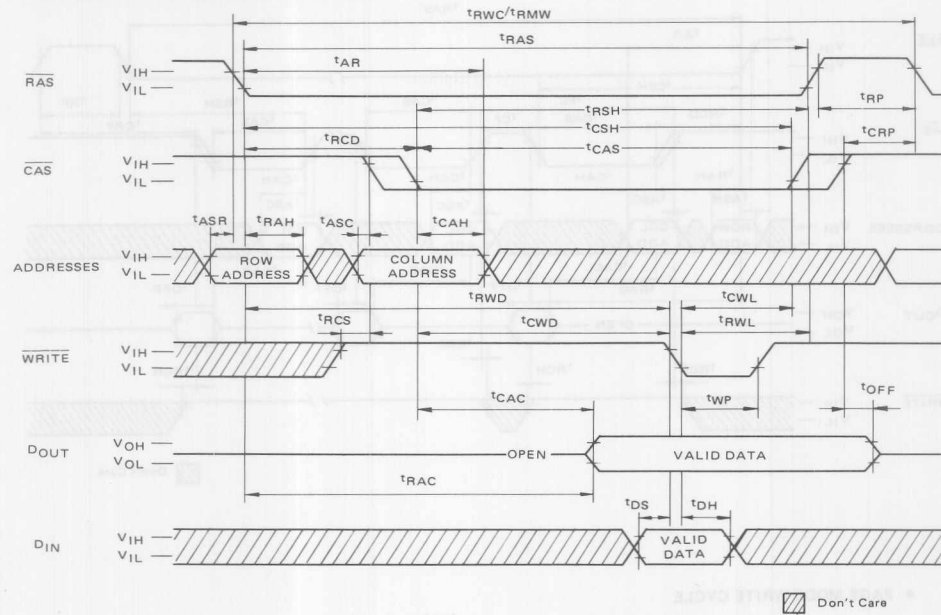 tRWC/tRMW
tRAS
tAR
RAS
VIH
VIL
tRSH
tRP
tCSH
tRCD
tCAS
tCRP
CAS
VIH
VIL
tASR tRAH tASC tCAH
ADDRESSES
VIH
VIL
ROW ADDRESS
COLUMN ADDRESS
tRWD
tCWL
tRCS
tCWD
tRWL
WRITE
VIH
VIL
tCAC
tWP
tOFF
DOUT
VOH
VOL
OPEN
VALID DATA
tRAC
tDS
tDH
DIN
VIH
VIL
VALID
DATA
Don't Care